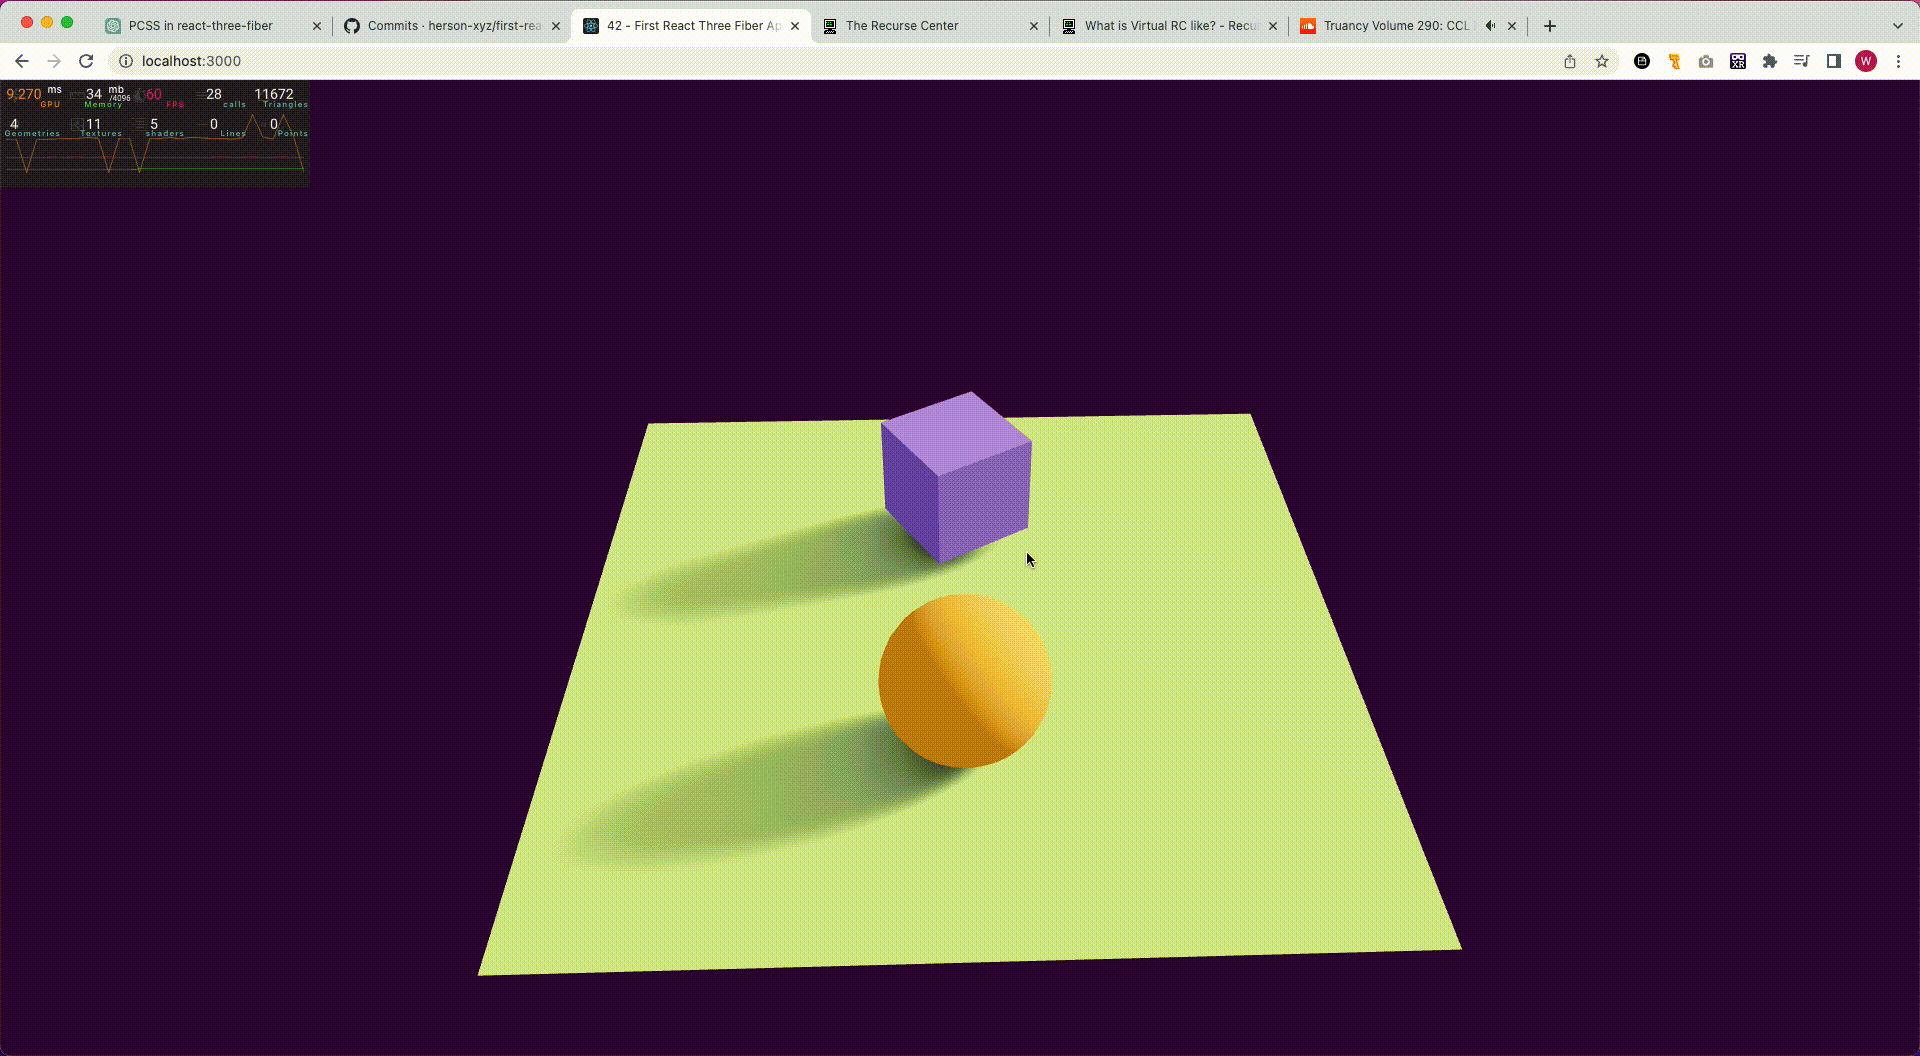 PCSS in react-three-fiber
Commits · herson-xyz/first-rea
42 - First React Three Fiber Ap
The Recurse Center
What is Virtual RC like? - Recur
Truancy Volume 290: CCL
localhost:3000
W
9.270 ms GPU
34 mb /4096 Memory
60 FPS
28 calls
11672 Triangles
4 Geometries
11 Textures
5 shaders
0 Lines
0 Points